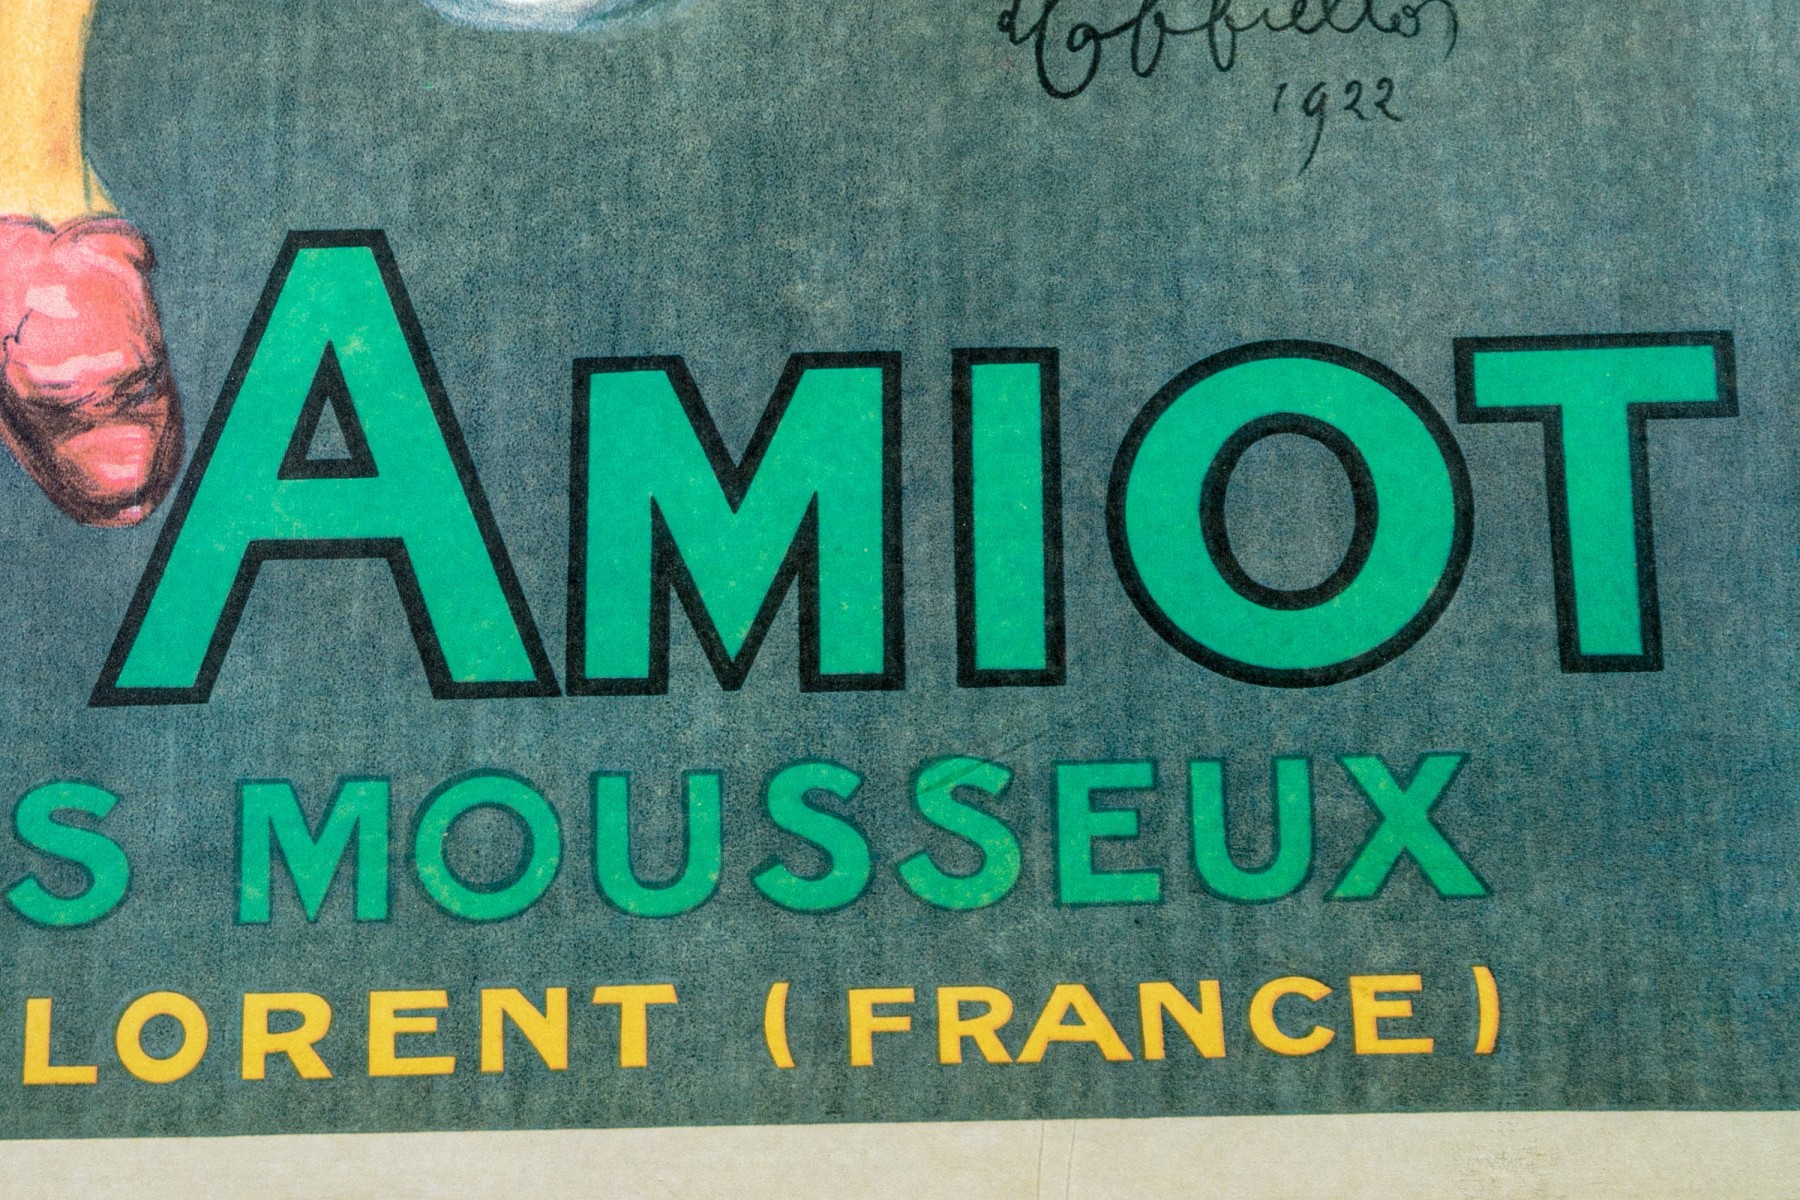 1922
AMIOT
S MOUSSEUX
LORENT (FRANCE)